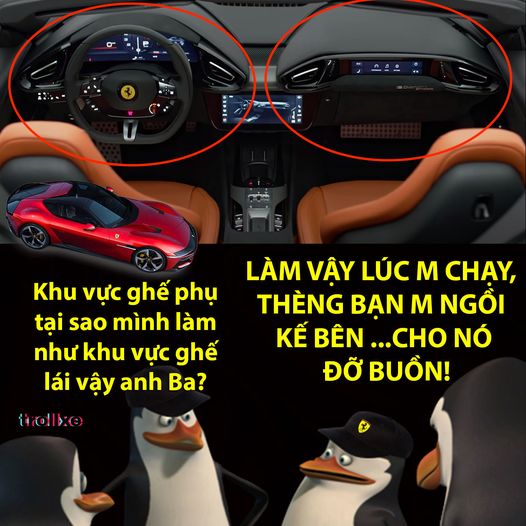 Khu vực ghế phụ
tại sao mình làm
như khu vực ghế
lái vậy anh Ba?
LÀM VẬY LÚC M CHẠY,
THÈNG BẠN M NGỒI
KẾ BÊN ...CHO NÓ
ĐỠ BUỒN!
trollxe